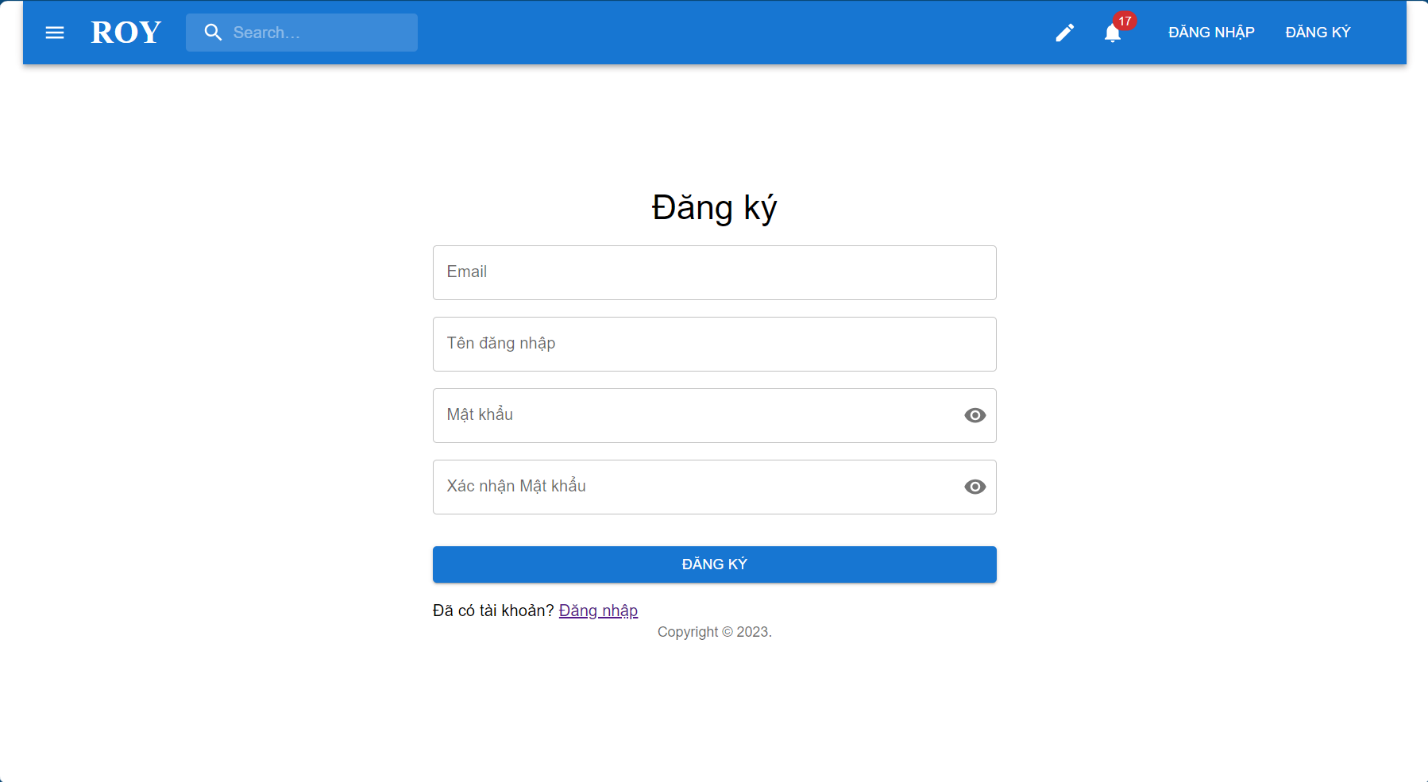 ROY Search… 17 ĐĂNG NHẬP ĐĂNG KÝ
Đăng ký
Email
Tên đăng nhập
Mật khẩu
Xác nhận Mật khẩu
ĐĂNG KÝ
Đã có tài khoản? Đăng nhập
Copyright © 2023.